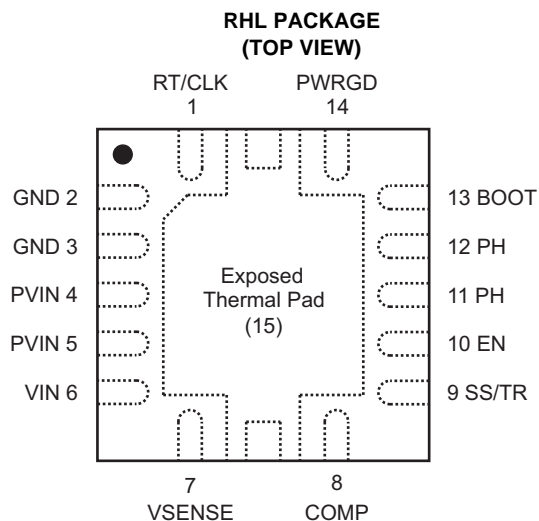 RHL PACKAGE
(TOP VIEW)
RT/CLK
1
PWRGD
14
GND 2
GND 3
PVIN 4
PVIN 5
VIN 6
Exposed
Thermal Pad
(15)
13 BOOT
12 PH
11 PH
10 EN
9 SS/TR
7
VSENSE
8
COMP